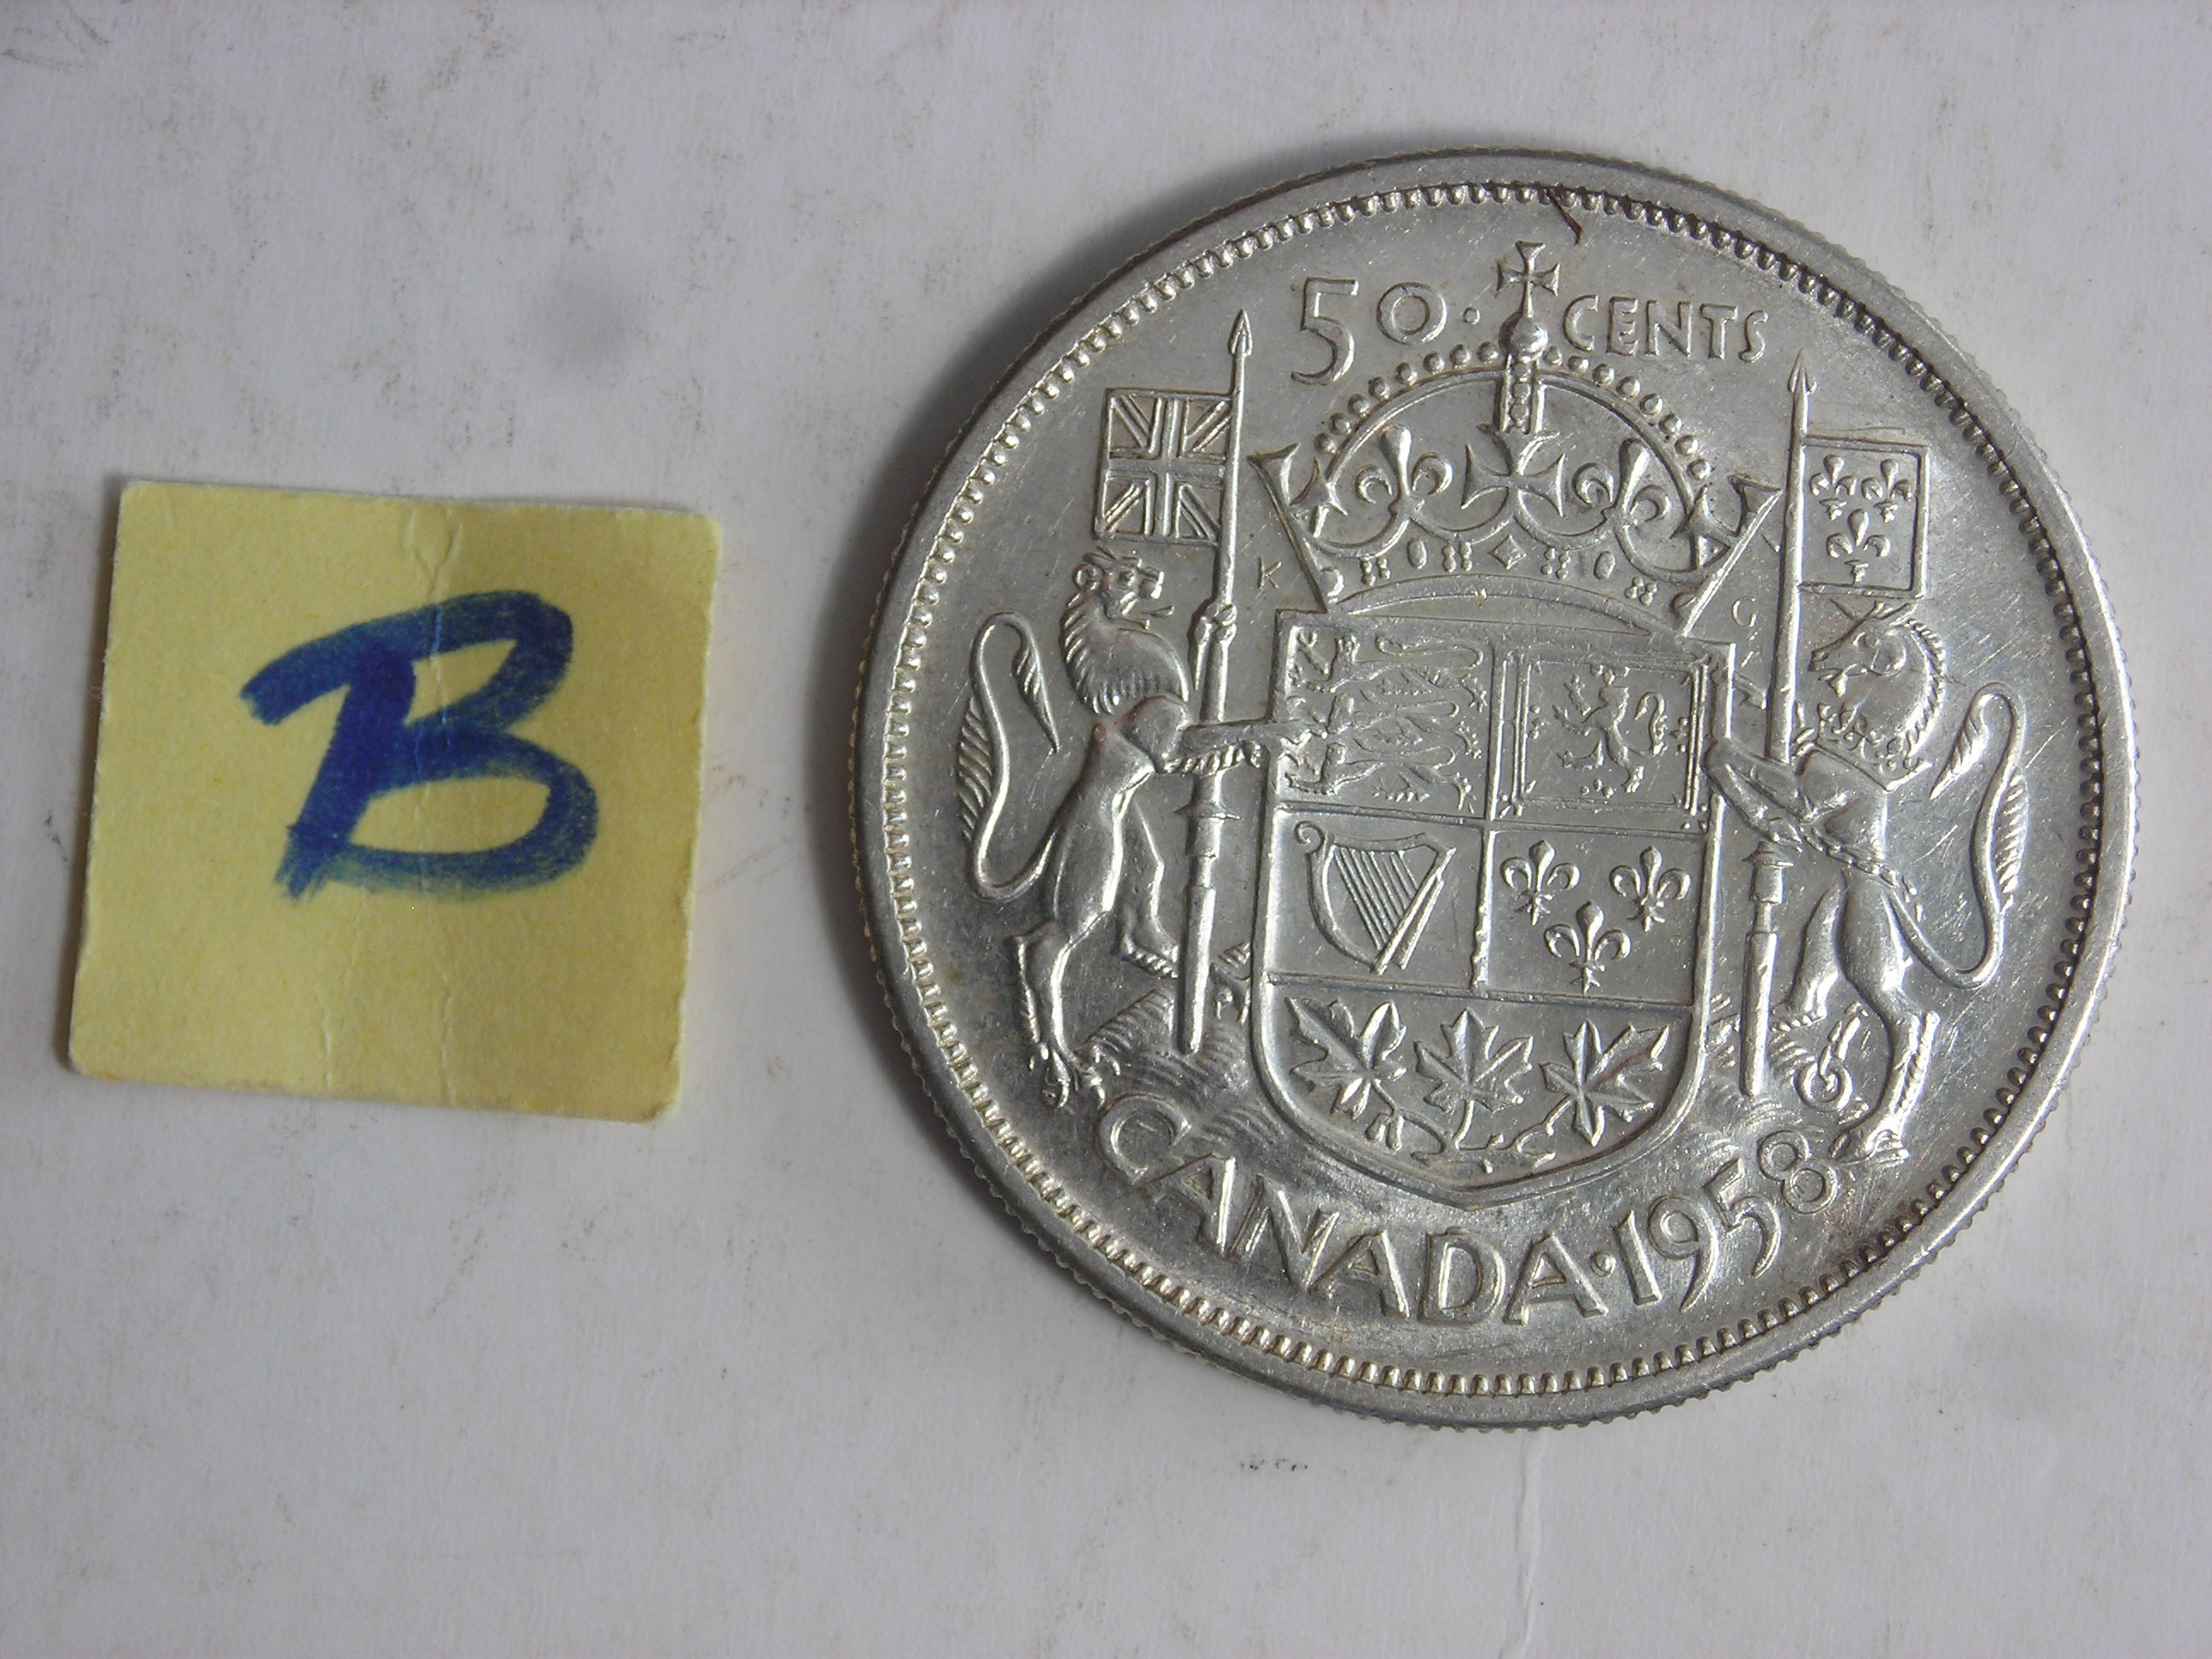 B
50 · CENTS
K G
CANADA · 1958